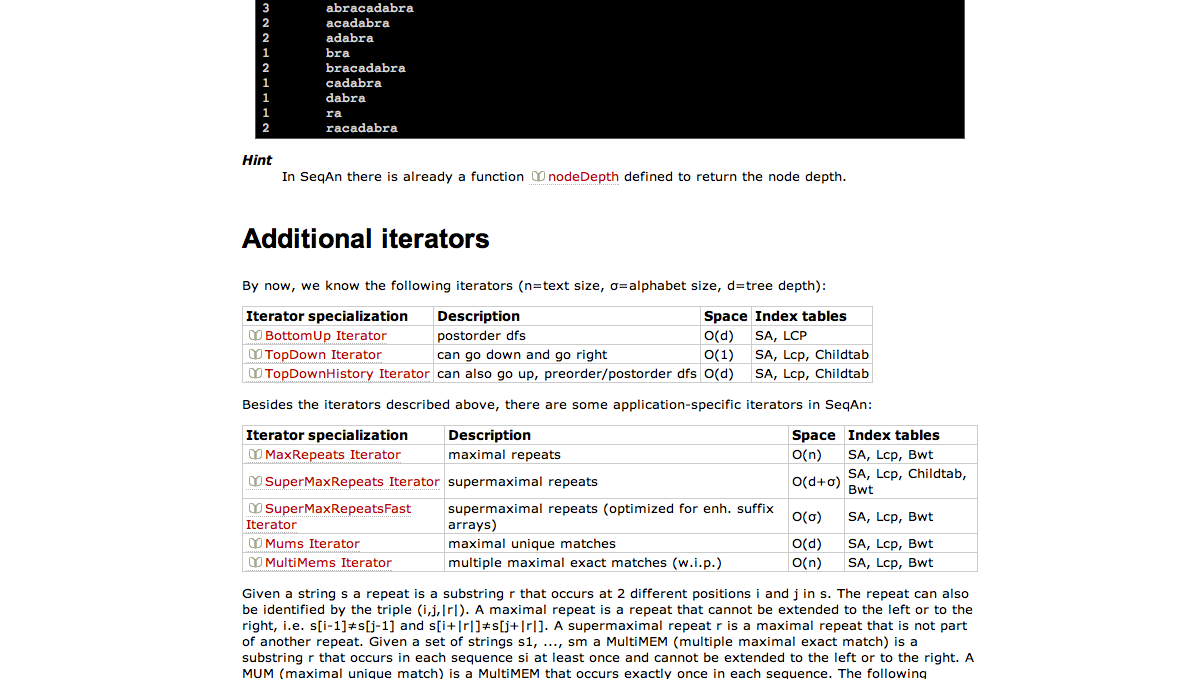 3 abracadabra
2 acadabra
2 adabra
1 bra
2 bracadabra
1 cadabra
1 dabra
1 ra
2 racadabra
Hint
In SeqAn there is already a function nodeDepth defined to return the node depth.
Additional iterators
By now, we know the following iterators (n=text size, σ=alphabet size, d=tree depth):
Iterator specialization Description Space Index tables
BottomUp Iterator postorder dfs O(d) SA, LCP
TopDown Iterator can go down and go right O(1) SA, Lcp, Childtab
TopDownHistory Iterator can also go up, preorder/postorder dfs O(d) SA, Lcp, Childtab
Besides the iterators described above, there are some application-specific iterators in SeqAn:
Iterator specialization Description Space Index tables
MaxRepeats Iterator maximal repeats O(n) SA, Lcp, Bwt
SuperMaxRepeats Iterator supermaximal repeats O(d+σ) SA, Lcp, Childtab,
Bwt
SuperMaxRepeatsFast
Iterator
supermaximal repeats (optimized for enh. suffix
arrays)
O(σ) SA, Lcp, Bwt
Mums Iterator maximal unique matches O(d) SA, Lcp, Bwt
MultiMems Iterator multiple maximal exact matches (w.i.p.) O(n) SA, Lcp, Bwt
Given a string s a repeat is a substring r that occurs at 2 different positions i and j in s. The repeat can also
be identified by the triple (i,j,|r|). A maximal repeat is a repeat that cannot be extended to the left or to the
right, i.e. s[i-1]≠s[j-1] and s[i+|r|]≠s[j+|r|]. A supermaximal repeat r is a maximal repeat that is not part
of another repeat. Given a set of strings s1, ..., sm a MultiMEM (multiple maximal exact match) is a
substring r that occurs in each sequence si at least once and cannot be extended to the left or to the right. A
MUM (maximal unique match) is a MultiMEM that occurs exactly once in each sequence. The following